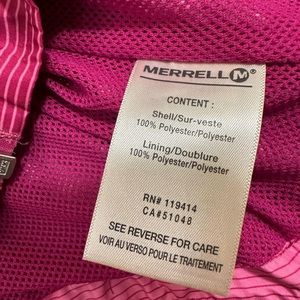 MERRELL M
CONTENT :
Shell/Sur-veste
100% Polyester/Polyester
Lining/Doublure
100% Polyester/Polyester
RN# 119414
CA#51048
SEE REVERSE FOR CARE
VOIR AU VERSO POUR LE TRAITEMENT